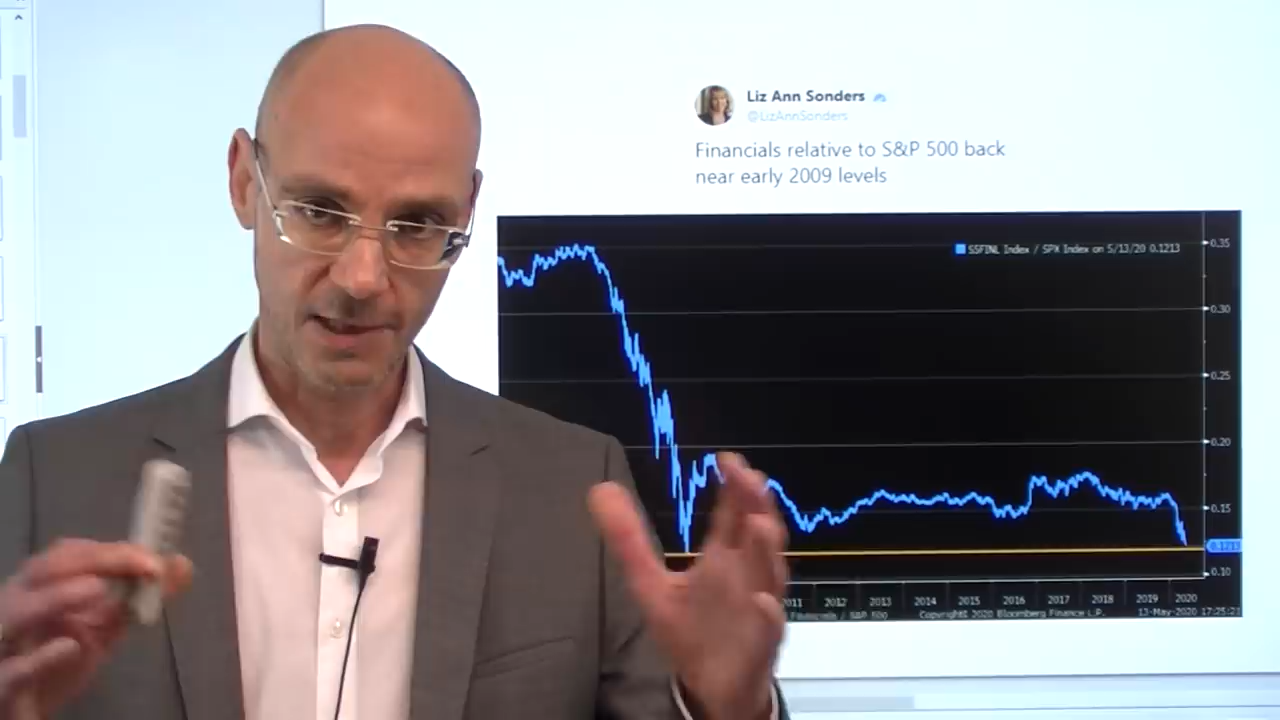 Liz Ann Sonders
@LizAnnSonders
Financials relative to S&P 500 back
near early 2009 levels
SSFINL Index / SPX Index on 5/13/20 0.1213
0.35
0.30
0.25
0.20
0.15
0.1213
0.10
2011 2012 2013 2014 2015 2016 2017 2018 2019 2020
Financials / S&P 500 Copyright© 2020 Bloomberg Finance L.P. 13-May-2020 17:25:21